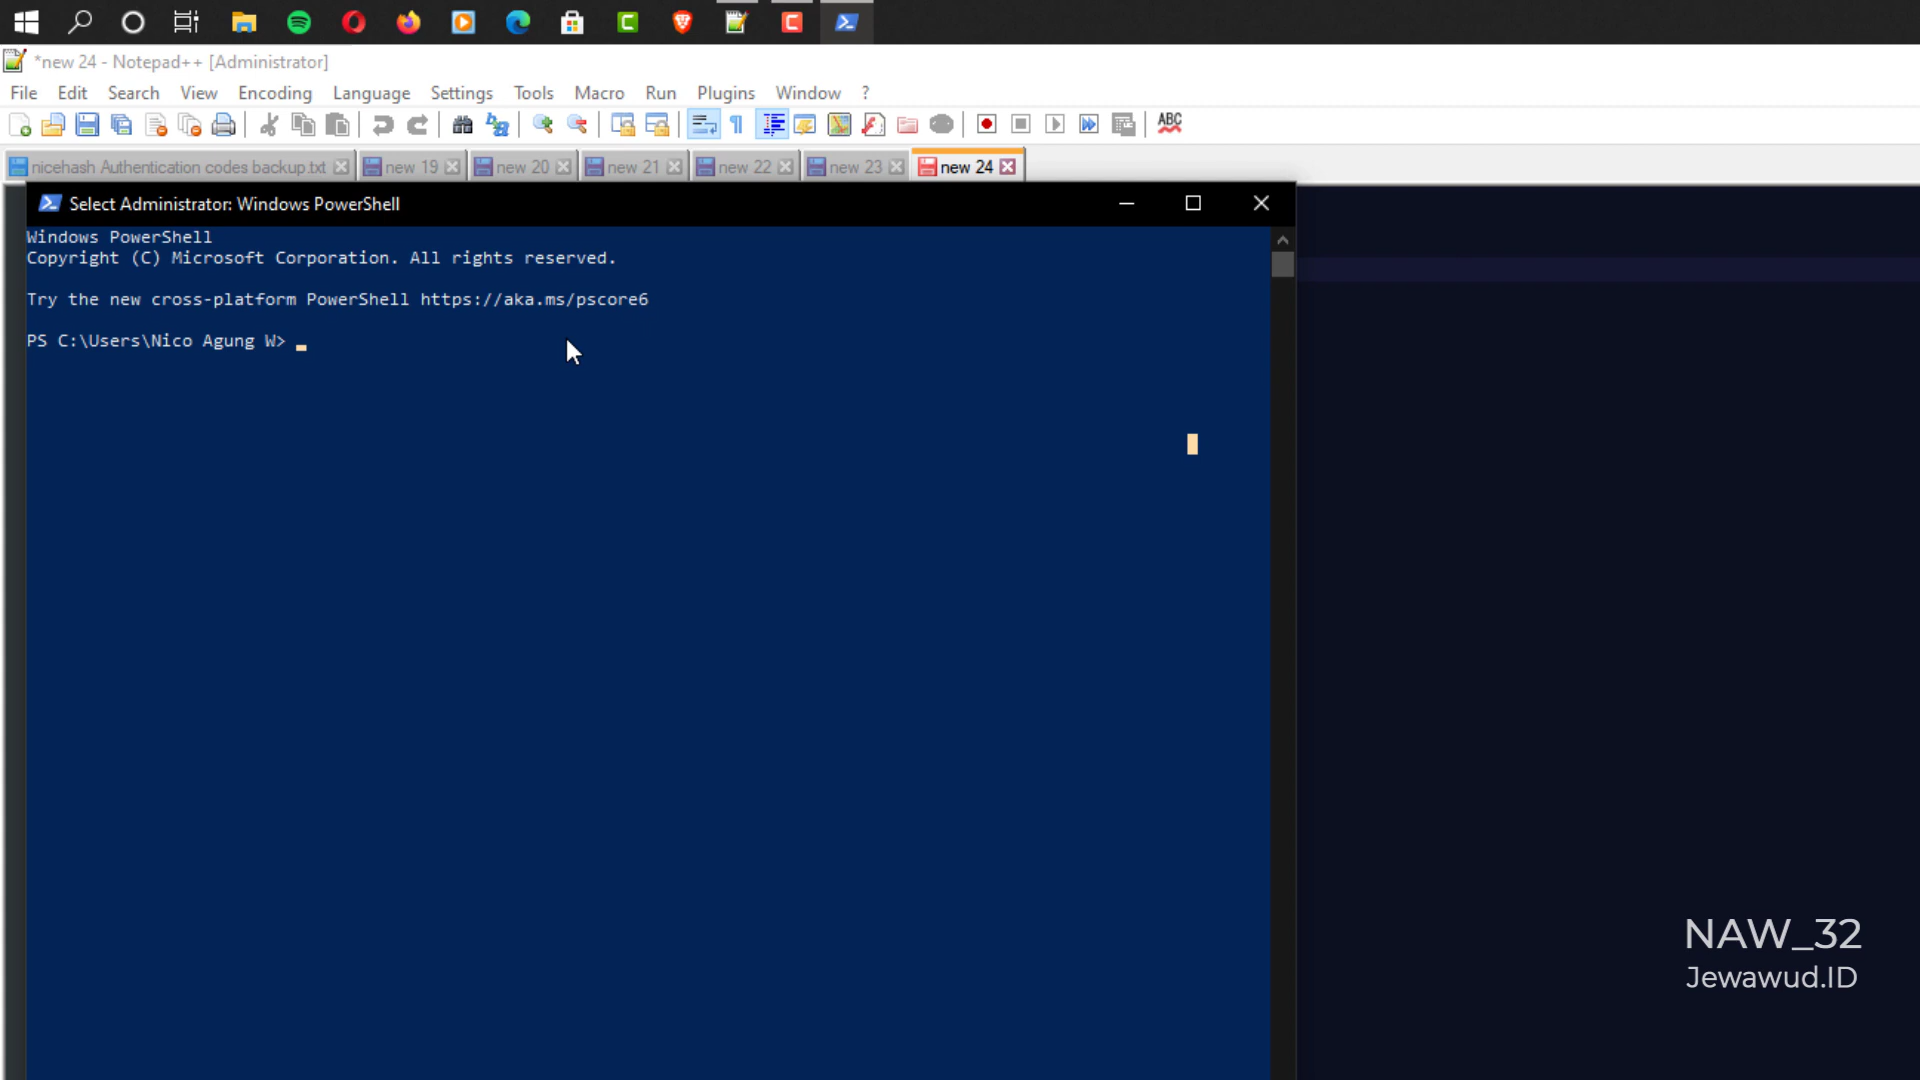 *new 24 - Notepad++ [Administrator]
File Edit Search View Encoding Language Settings Tools Macro Run Plugins Window ?
ABC
nicehash Authentication codes backup.txt new 19 new 20 new 21 new 22 new 23 new 24
Select Administrator: Windows PowerShell
Windows PowerShell
Copyright (C) Microsoft Corporation. All rights reserved.
Try the new cross-platform PowerShell https://aka.ms/pscore6
PS C:\Users\Nico Agung W>
NAW_32
Jewawud.ID